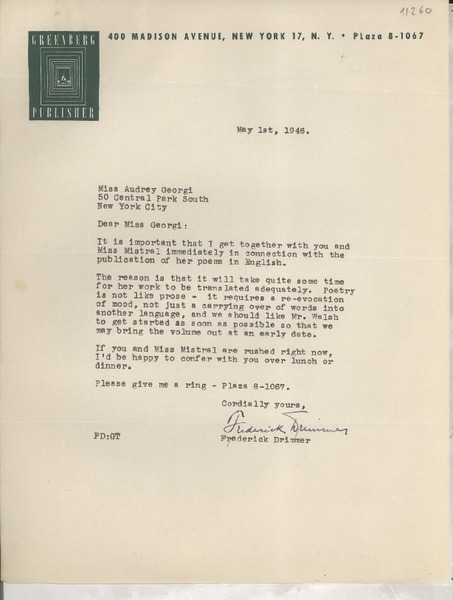 11260
GREENBERG
PUBLISHER
400 MADISON AVENUE, NEW YORK 17, N. Y. • Plaza 8-1067
May 1st, 1946.
Miss Audrey Georgi
50 Central Park South
New York City
Dear Miss Georgi:
It is important that I get together with you and
Miss Mistral immediately in connection with the
publication of her poems in English.
The reason is that it will take quite some time
for her work to be translated adequately. Poetry
is not like prose - it requires a re-evocation
of mood, not just a carrying over of words into
another language, and we should like Mr. Walsh
to get started as soon as possible so that we
may bring the volume out at an early date.
If you and Miss Mistral are rushed right now,
I'd be happy to confer with you over lunch or
dinner.
Please give me a ring - Plaza 8-1067.
Cordially yours,
Frederick Drimmer
FD:GT
Frederick Drimmer